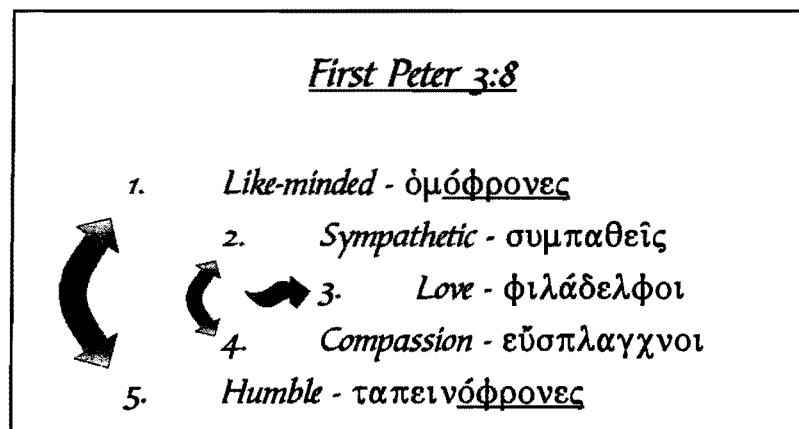 First Peter 3:8
1. Like-minded - ὁμόφρονες
2. Sympathetic - συμπαθεῖς
3. Love - φιλάδελφοι
4. Compassion - εὔσπλαγχνοι
5. Humble - ταπεινόφρονες